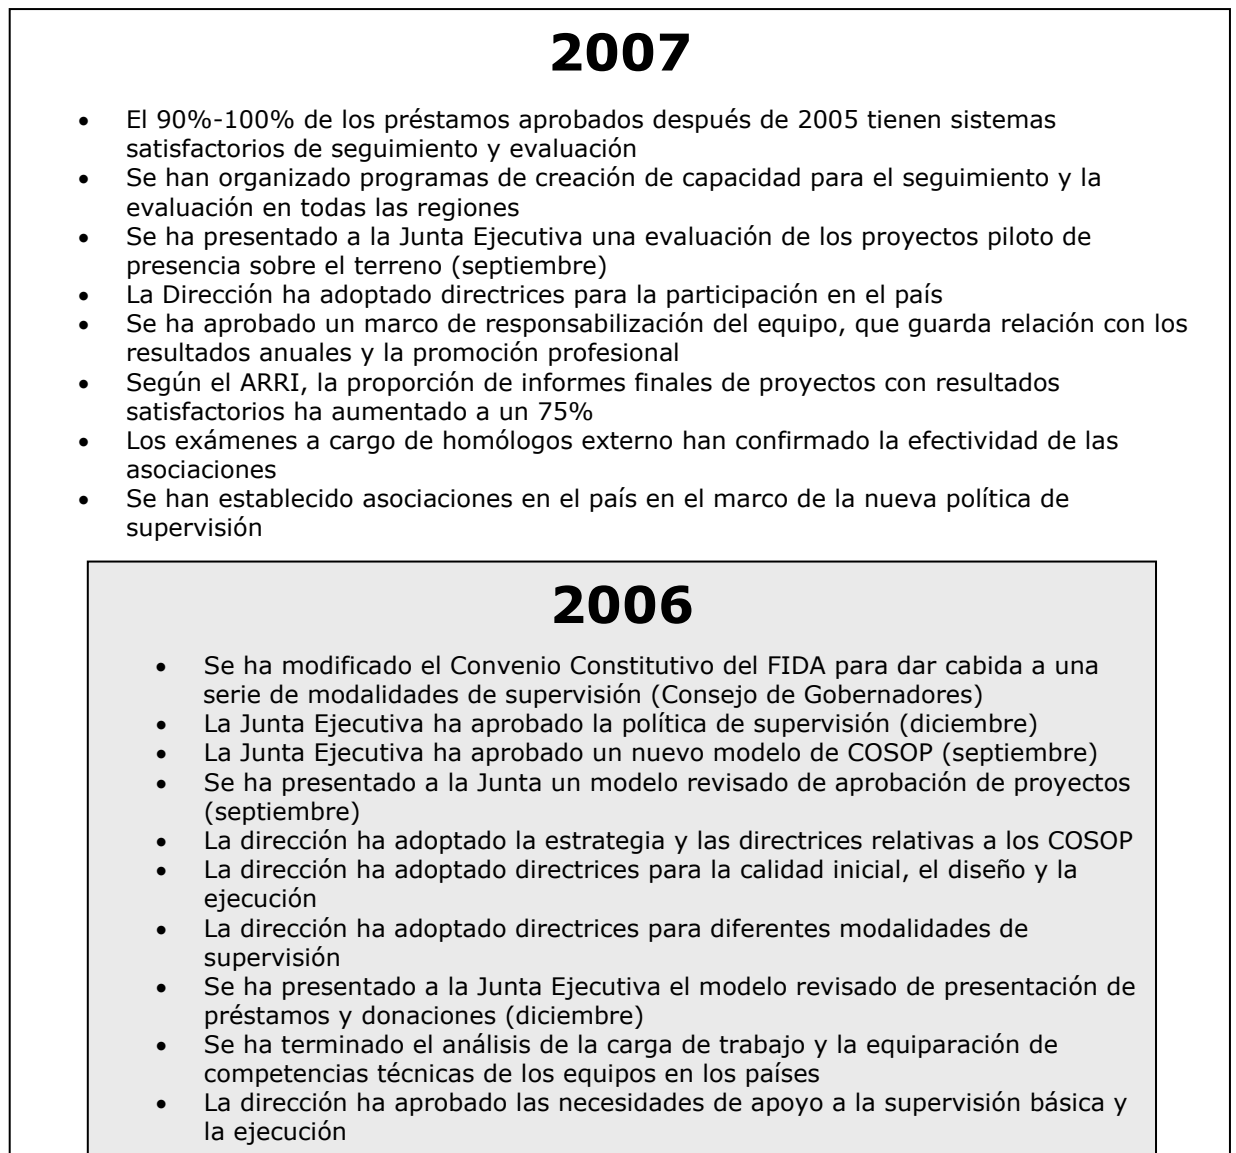 2007
• El 90%-100% de los préstamos aprobados después de 2005 tienen sistemas
satisfactorios de seguimiento y evaluación
• Se han organizado programas de creación de capacidad para el seguimiento y la
evaluación en todas las regiones
• Se ha presentado a la Junta Ejecutiva una evaluación de los proyectos piloto de
presencia sobre el terreno (septiembre)
• La Dirección ha adoptado directrices para la participación en el país
• Se ha aprobado un marco de responsabilización del equipo, que guarda relación con los
resultados anuales y la promoción profesional
• Según el ARRI, la proporción de informes finales de proyectos con resultados
satisfactorios ha aumentado a un 75%
• Los exámenes a cargo de homólogos externo han confirmado la efectividad de las
asociaciones
• Se han establecido asociaciones en el país en el marco de la nueva política de
supervisión
2006
• Se ha modificado el Convenio Constitutivo del FIDA para dar cabida a una
serie de modalidades de supervisión (Consejo de Gobernadores)
• La Junta Ejecutiva ha aprobado la política de supervisión (diciembre)
• La Junta Ejecutiva ha aprobado un nuevo modelo de COSOP (septiembre)
• Se ha presentado a la Junta un modelo revisado de aprobación de proyectos
(septiembre)
• La dirección ha adoptado la estrategia y las directrices relativas a los COSOP
• La dirección ha adoptado directrices para la calidad inicial, el diseño y la
ejecución
• La dirección ha adoptado directrices para diferentes modalidades de
supervisión
• Se ha presentado a la Junta Ejecutiva el modelo revisado de presentación de
préstamos y donaciones (diciembre)
• Se ha terminado el análisis de la carga de trabajo y la equiparación de
competencias técnicas de los equipos en los países
• La dirección ha aprobado las necesidades de apoyo a la supervisión básica y
la ejecución